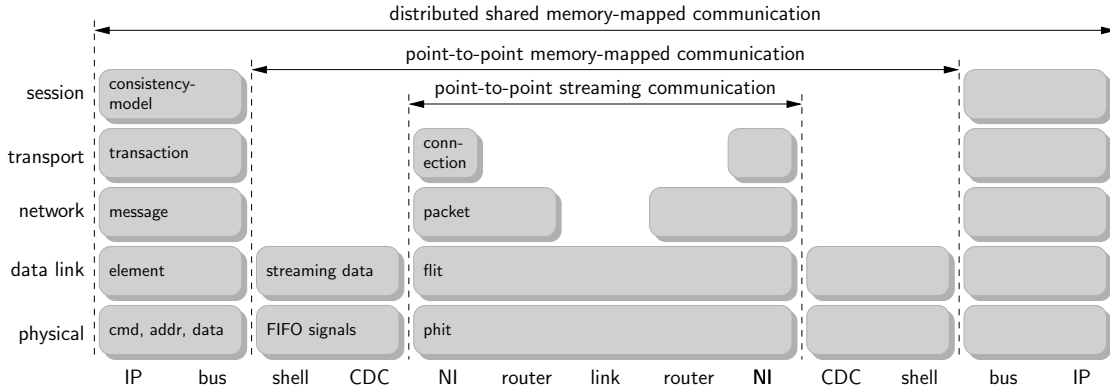 distributed shared memory-mapped communication
point-to-point memory-mapped communication
point-to-point streaming communication
session
consistency-
model
transport
transaction
conn-
ection
network
message
packet
data link
element
streaming data
flit
physical
cmd, addr, data
FIFO signals
phit
IP bus shell CDC NI router link router NI CDC shell bus IP